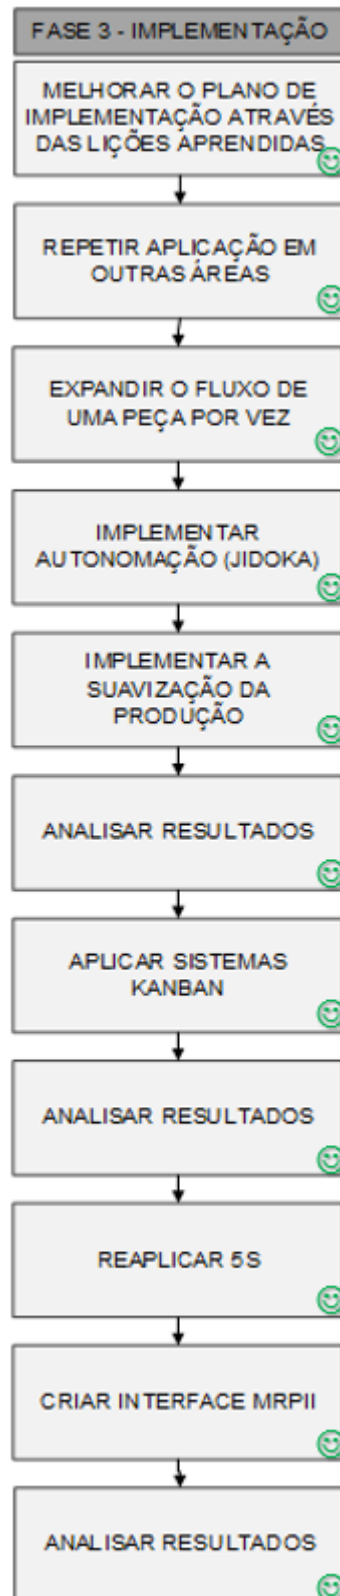 FASE 3 - IMPLEMENTAÇÃO
MELHORAR O PLANO DE
IMPLEMENTAÇÃO ATRAVÉS
DAS LIÇÕES APRENDIDAS
REPETIR APLICAÇÃO EM
OUTRAS ÁREAS
EXPANDIR O FLUXO DE
UMA PEÇA POR VEZ
IMPLEMENTAR
AUTONOMAÇÃO (JIDOKA)
IMPLEMENTAR A
SUAVIZAÇÃO DA
PRODUÇÃO
ANALISAR RESULTADOS
APLICAR SISTEMAS
KANBAN
ANALISAR RESULTADOS
REAPLICAR 5S
CRIAR INTERFACE MRPII
ANALISAR RESULTADOS